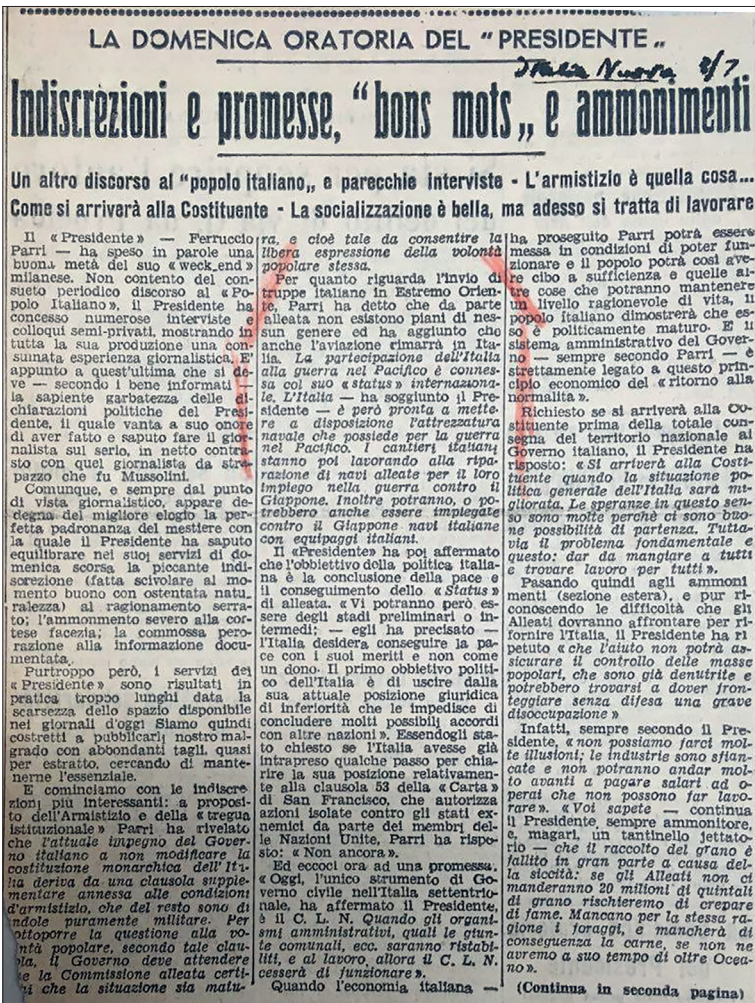 LA DOMENICA ORATORIA DEL "PRESIDENTE„
Italia Nuova 8/7
Indiscrezioni e promesse, "bons mots„ e ammonimenti
Un altro discorso al "popolo italiano„ e parecchie interviste - L'armistizio è quella cosa...
Come si arriverà alla Costituente - La socializzazione è bella, ma adesso si tratta di lavorare
Il «Presidente» — Ferruccio
Parri — ha speso in parole una
buona metà del suo «week_end»
milanese. Non contento del con-
sueto periodico discorso al «Po-
polo Italiano», il Presidente ha
concesso numerose interviste e
colloqui semi-privati, mostrando in
tutta la sua produzione una con-
sumata esperienza giornalistica. E'
appunto a quest'ultima che si de-
ve — secondo i bene informati —
la sapiente garbatezza delle di-
chiarazioni politiche del Presi-
dente, il quale vanta a suo onore
di aver fatto e saputo fare il gior-
nalista sul serio, in netto contra-
sto con quel giornalista da stra-
pazzo che fu Mussolini.
Comunque, e sempre dal punto
di vista giornalistico, appare de-
degna del migliore elogio la per-
fetta padronanza del mestiere con
la quale il Presidente ha saputo
equilibrare nei suoi servizi di do-
menica scorsa la piccante indi-
screzione (fatta scivolare al mo-
mento buono con ostentata natu-
ralezza) al ragionamento serra-
to; l'ammonmento severo alla cor-
tese facezia; la commossa pero-
razione alla informazione docu-
mentata.
Purtroppo però, i servizi del
«Presidente» sono risultati in
pratica troppo lunghi data la
scarsezza dello spazio disponibile
nei giornali d'oggi Siamo quindi
costretti a pubblicarli nostro mal-
grado con abbondanti tagli, quasi
per estratto, cercando di mante-
nerne l'essenziale.
E cominciamo con le indiscre-
zioni più interessanti: a proposi-
to dell'Armistizio e della «tregua
istituzionale» Parri ha rivelato
che l'attuale impegno del Gover-
no italiano a non modificare la
costituzione monarchica dell'Ita-
lia deriva da una clausola supple-
mentare annessa alle condizioni
d'armistizio, che del resto sono di
indole puramente militare. Per
sottoporre la questione alla vo-
lontà popolare, secondo tale clau-
sola, il Governo deve attendere
che la Commissione alleata certi-
fichi che la situazione sia matu-
ra, e cioè tale da consentire la
libera espressione della volontà
popolare stessa.
Per quanto riguarda l'invio di
truppe italiane in Estremo Orien-
te, Parri ha detto che da parte
alleata non esistono piani di nes-
sun genere ed ha aggiunto che
anche l'aviazione rimarrà in Ita-
lia. La partecipazione dell'Italia
alla guerra nel Pacifico è connes-
sa col suo «status» internaziona-
le. L'Italia — ha soggiunto il Pre-
sidente — è però pronta a mette-
re a disposizione l'attrezzatura
navale che possiede per la guerra
nel Pacifico. I cantieri italiani
stanno poi lavorando alla ripa-
razione di navi alleate per il loro
impiego nella guerra contro il
Giappone. Inoltre potranno, o po-
trebbero anche essere impiegate
contro il Giappone navi italiane
con equipaggi italiani.
Il «Presidente» ha poi affermato
che l'obbiettivo della politica italia-
na è la conclusione della pace e
il conseguimento dello «Status»
di alleata. «Vi potranno però es-
sere degli stadi preliminari o in-
termedi; — egli ha precisato —
l'Italia desidera conseguire la pa-
ce con i suoi meriti e non come
un dono. Il primo obbietivo politi-
co dell'Italia è di uscire dalla
sua attuale posizione giuridica
di inferiorità che le impedisce di
concludere molti possibili accordi
con altre nazioni». Essendogli sta-
to chiesto se l'Italia avesse già
intrapreso qualche passo per chia-
rire la sua posizione relativamen-
te alla clausola 53 della «Carta»
di San Francisco, che autorizza
azioni isolate contro gli stati ex-
nemici da parte dei membri del-
le Nazioni Unite, Parri ha rispo-
sto: «Non ancora».
Ed eccoci ora ad una promessa.
«Oggi, l'unico strumento di Go-
verno civile nell'Italia settentrio-
nale, ha affermato il Presidente,
è il C. L. N. Quando gli organi-
smi amministrativi, quali le giun-
te comunali, ecc. saranno ristabi-
liti, e al lavoro, allora il C. L. N.
cesserà di funzionare».
Quando l'economia italiana —
ha proseguito Parri potrà essere
messa in condizioni di poter fun-
zionare e il popolo potrà così ave-
re cibo a sufficienza e quelle al-
tre cose che potranno mantenere
un livello ragionevole di vita, il
popolo italiano dimostrerà che es-
so è politicamente maturo. E il
sistema amministrativo del Gover-
no — sempre secondo Parri — è
strettamente legato a questo prin-
cipio economico del «ritorno alla
normalità».
Richiesto se si arriverà alla Co-
stituente prima della totale con-
segna del territorio nazionale al
Governo italiano, il Presidente ha
risposto: «Si arriverà alla Costi-
tuente quando la situazione po-
litica generale dell'Italia sarà mi-
gliorata. Le speranze in questo sen-
so sono molte perchè ci sono buo-
ne possibilità di partenza. Tutta-
via il problema fondamentale è
questo: dar da mangiare a tutti
e trovare lavoro per tutti».
Pasando quindi agli ammoni
menti (sezione estera), e pur ri-
conoscendo le difficoltà che gli
Alleati dovranno affrontare per ri-
fornire l'Italia, il Presidente ha ri
petuto «che l'aiuto non potrà as-
sicurare il controllo delle masse
popolari, che sono già denutrite e
potrebbero trovarsi a dover fron-
teggiare senza difesa una grave
disoccupazione»
Infatti, sempre secondo il Pre-
sidente, «non possiamo farci mol-
te illusioni; le industrie sono sfian-
cate e non potranno andar mol-
to avanti a pagare salari ad o-
perai che non possono far lavo-
rare». «Voi sapete — continua
il Presidente, sempre ammonitore,
e, magari, un tantinello jettato-
rio — che il raccolto del grano è
fallito in gran parte a causa del-
la siccità: se gli Alleati non ci
manderanno 20 milioni di quintali
di grano rischieremo di crepare
di fame. Mancano per la stessa ra-
gione i foraggi, e mancherà di
conseguenza la carne, se non ne
avremo a suo tempo di oltre Ocea-
no».
(Continua in seconda pagina)